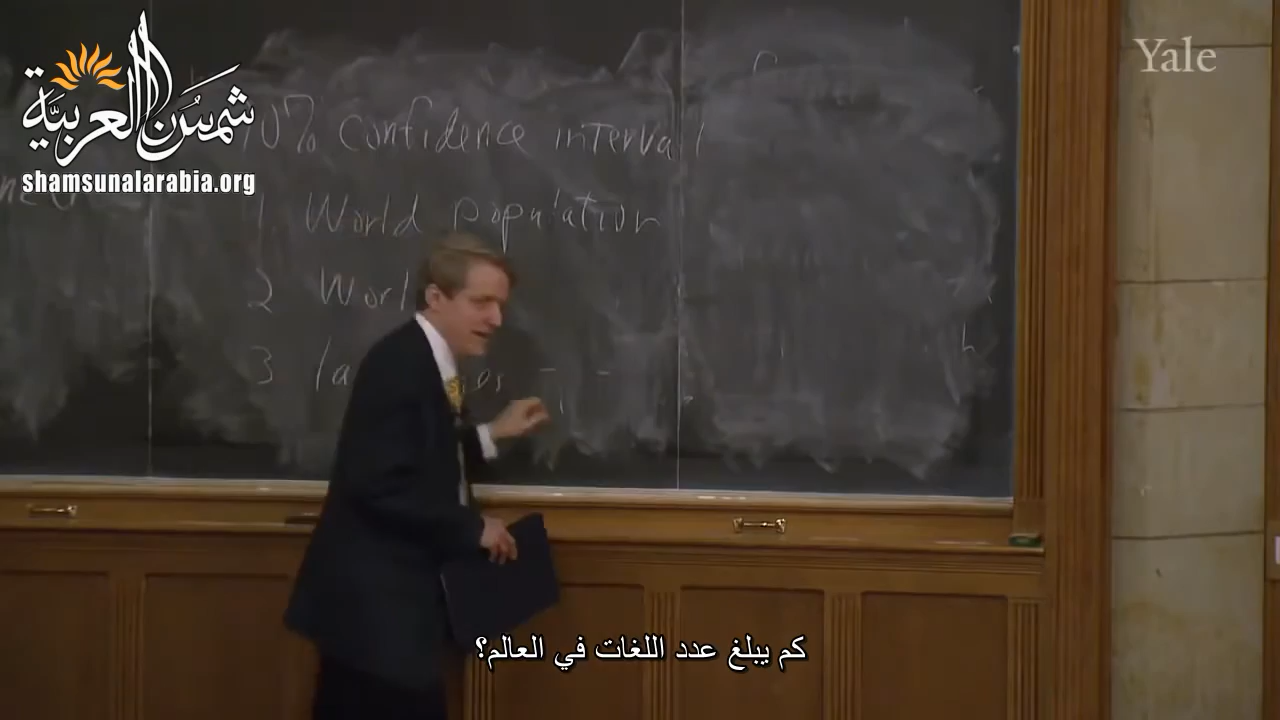 شمس العربية
shamsunalarabia.org
Yale
90% Confidence interval
1. World population
2 Worl
3. la
كم يبلغ عدد اللغات في العالم؟